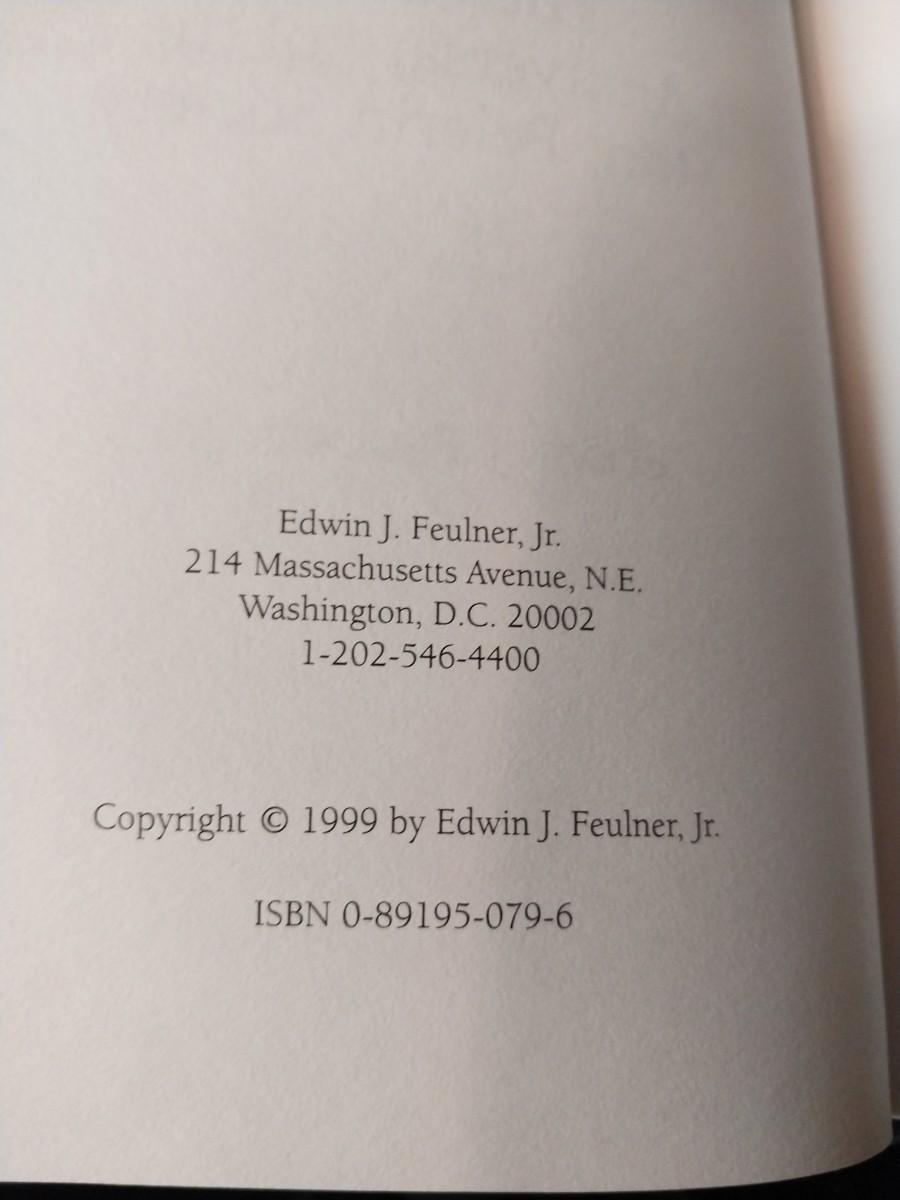 Edwin J. Feulner, Jr.
214 Massachusetts Avenue, N.E.
Washington, D.C. 20002
1-202-546-4400
Copyright © 1999 by Edwin J. Feulner, Jr.
ISBN 0-89195-079-6